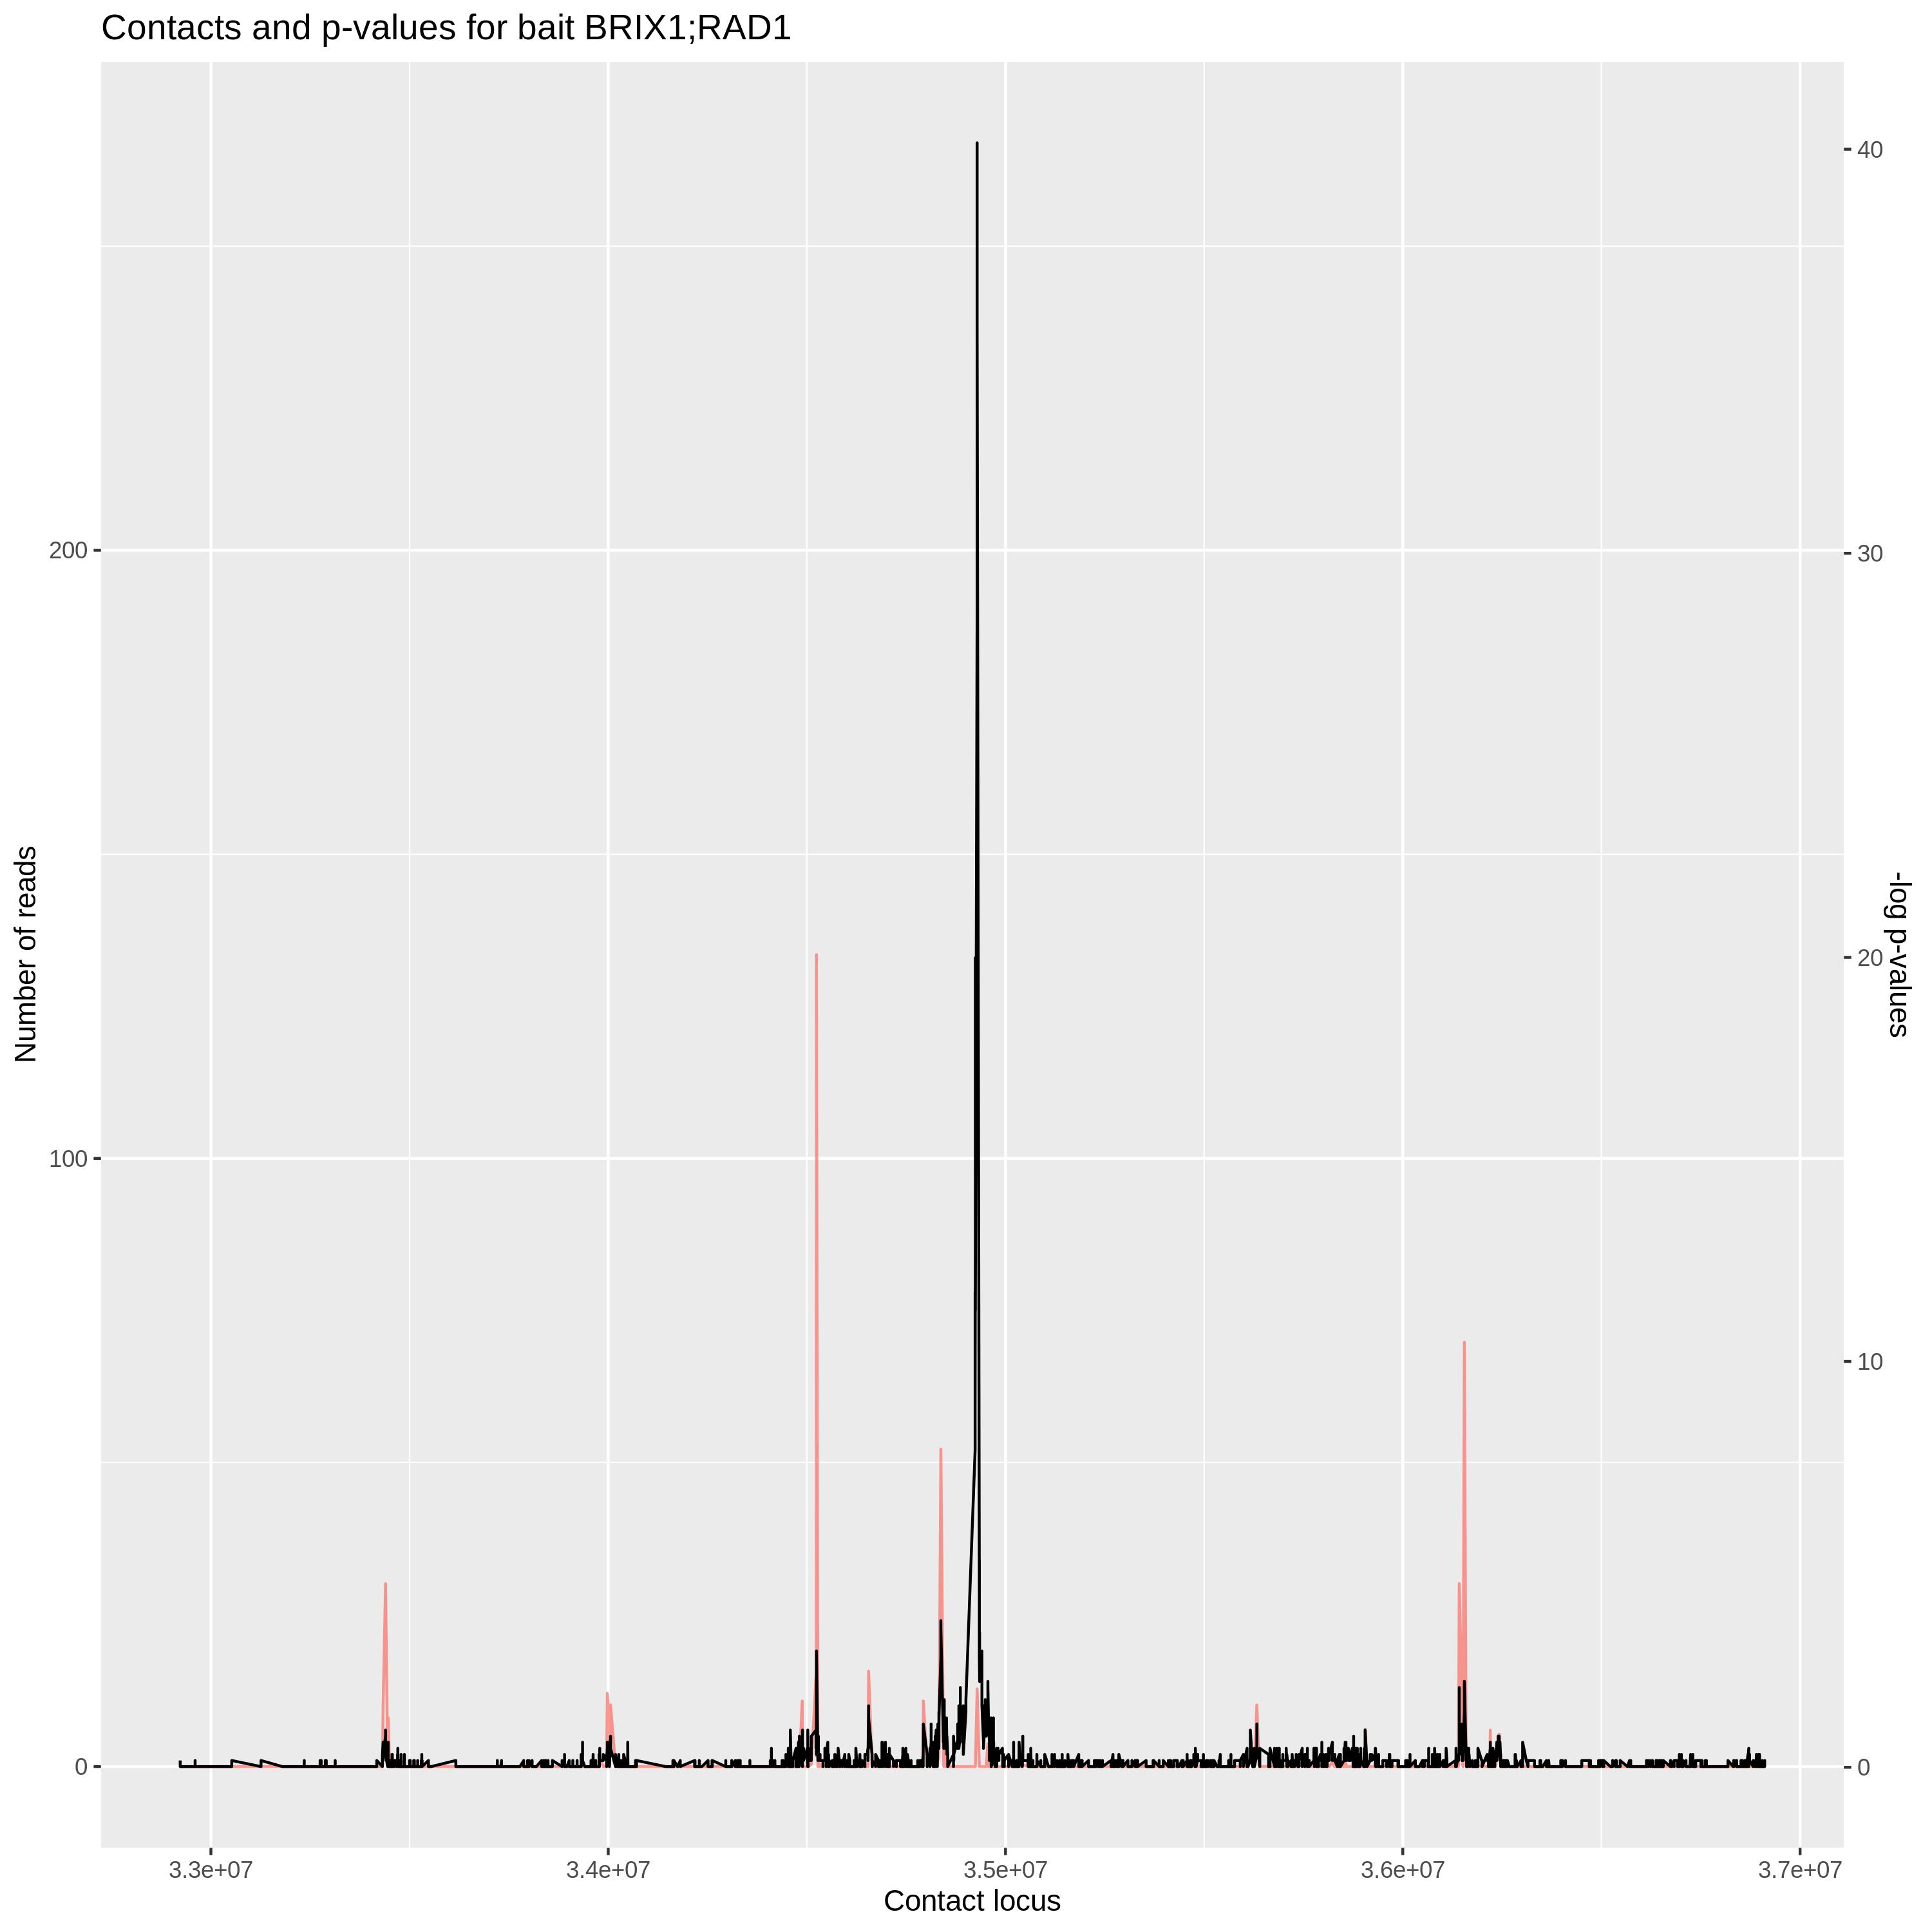 Contacts and p-values for bait BRIX1;RAD1
Number of reads
200
100
0
40
30
20
10
0
-log p-values
3.3e+07
3.4e+07
3.5e+07
3.6e+07
3.7e+07
Contact locus